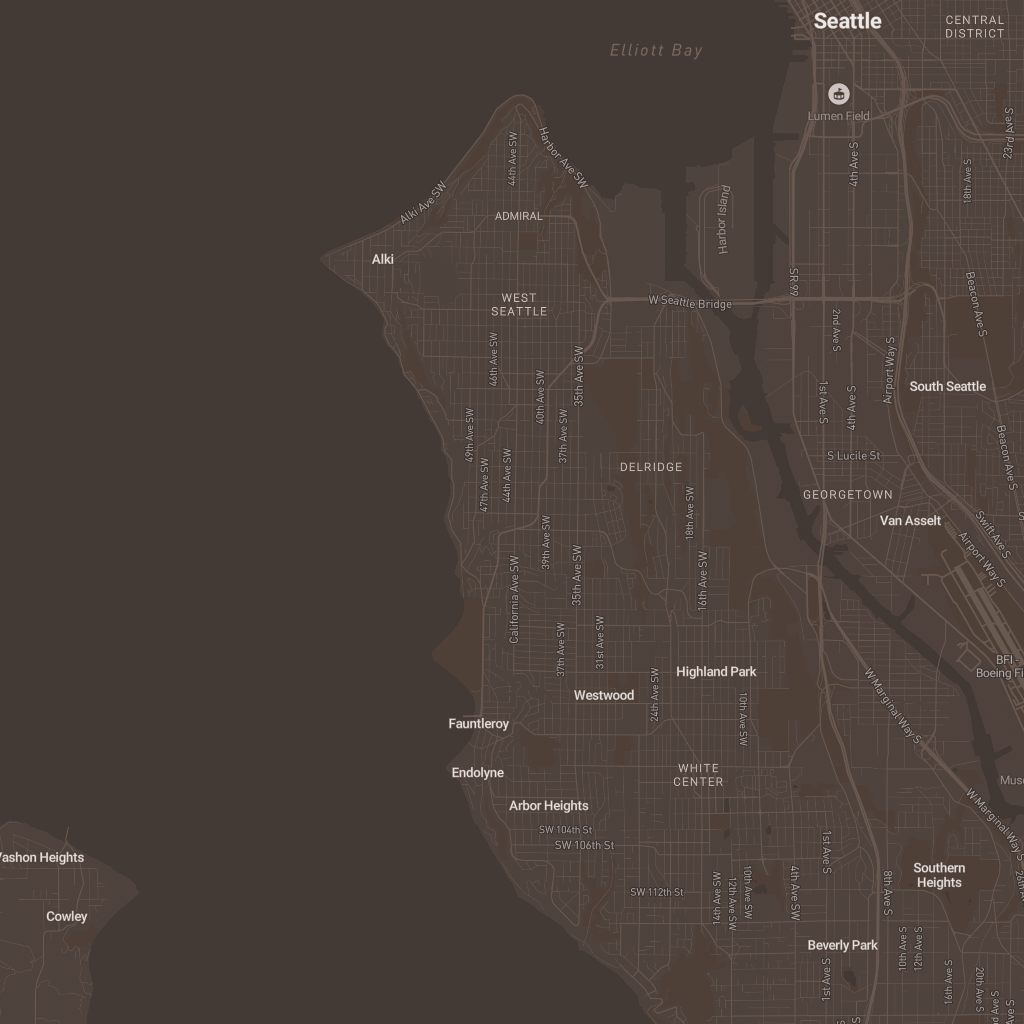 Seattle
CENTRAL
DISTRICT
Elliott Bay
Lumen Field
23rd Ave S
4th Ave S
44th Ave SW
Harbor Ave SW
18th Ave S
Alki Ave SW
Harbor Island
ADMIRAL
Alki
SR 99
Beacon Ave S
WEST
SEATTLE
W Seattle Bridge
2nd Ave S
46th Ave SW
35th Ave SW
Airport Way S
South Seattle
40th Ave SW
1st Ave S
4th Ave S
49th Ave SW
37th Ave SW
S Lucile St
Beacon Ave S
DELRIDGE
47th Ave SW
44th Ave SW
18th Ave SW
GEORGETOWN
Van Asselt
Swift Ave S
39th Ave SW
Airport Way S
35th Ave SW
16th Ave SW
California Ave SW
37th Ave SW
31st Ave SW
BFI -
Boeing Fi
Highland Park
24th Ave SW
Westwood
W Marginal Way S
10th Ave SW
Fauntleroy
Endolyne
WHITE
CENTER
Arbor Heights
W Marginal Way S
SW 104th St
SW 106th St
1st Ave S
Vashon Heights
Southern
Heights
SW 112th St
14th Ave SW
12th Ave SW
10th Ave SW
4th Ave SW
8th Ave S
Cowley
Beverly Park
10th Ave S
12th Ave S
1st Ave S
16th Ave S
20th Ave S